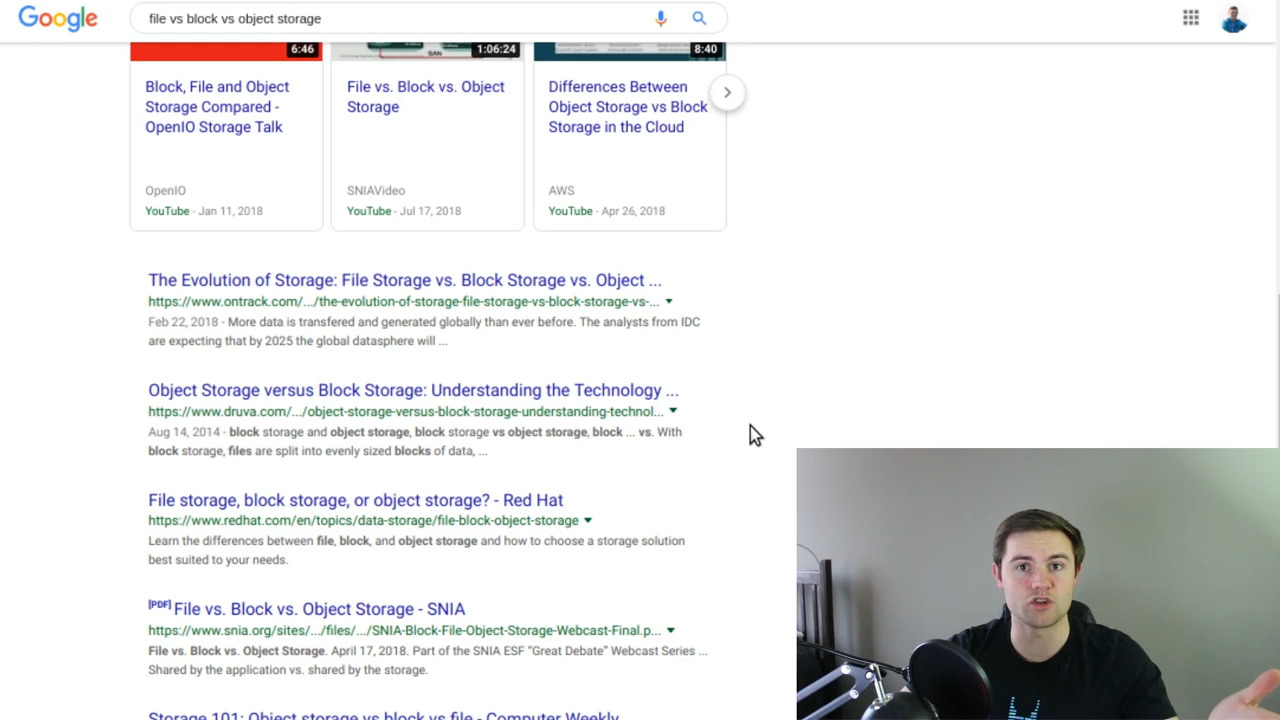 Google
file vs block vs object storage
6:46
1:06:24
8:40
Block, File and Object
Storage Compared -
OpenIO Storage Talk
OpenIO
YouTube - Jan 11, 2018
File vs. Block vs. Object
Storage
SNIAVideo
YouTube - Jul 17, 2018
Differences Between
Object Storage vs Block
Storage in the Cloud
AWS
YouTube - Apr 26, 2018
The Evolution of Storage: File Storage vs. Block Storage vs. Object ...
https://www.ontrack.com/.../the-evolution-of-storage-file-storage-vs-block-storage-vs-...
Feb 22, 2018 - More data is transfered and generated globally than ever before. The analysts from IDC
are expecting that by 2025 the global datasphere will ...
Object Storage versus Block Storage: Understanding the Technology ...
https://www.druva.com/.../object-storage-versus-block-storage-understanding-technol...
Aug 14, 2014 - block storage and object storage, block storage vs object storage, block ... vs. With
block storage, files are split into evenly sized blocks of data, ...
File storage, block storage, or object storage? - Red Hat
https://www.redhat.com/en/topics/data-storage/file-block-object-storage
Learn the differences between file, block, and object storage and how to choose a storage solution
best suited to your needs.
[PDF] File vs. Block vs. Object Storage - SNIA
https://www.snia.org/sites/.../files/.../SNIA-Block-File-Object-Storage-Webcast-Final.p...
File vs. Block vs. Object Storage. April 17, 2018. Part of the SNIA ESF “Great Debate” Webcast Series ...
Shared by the application vs. shared by the storage.
Storage 101: Object storage vs block vs file - Computer Weekly